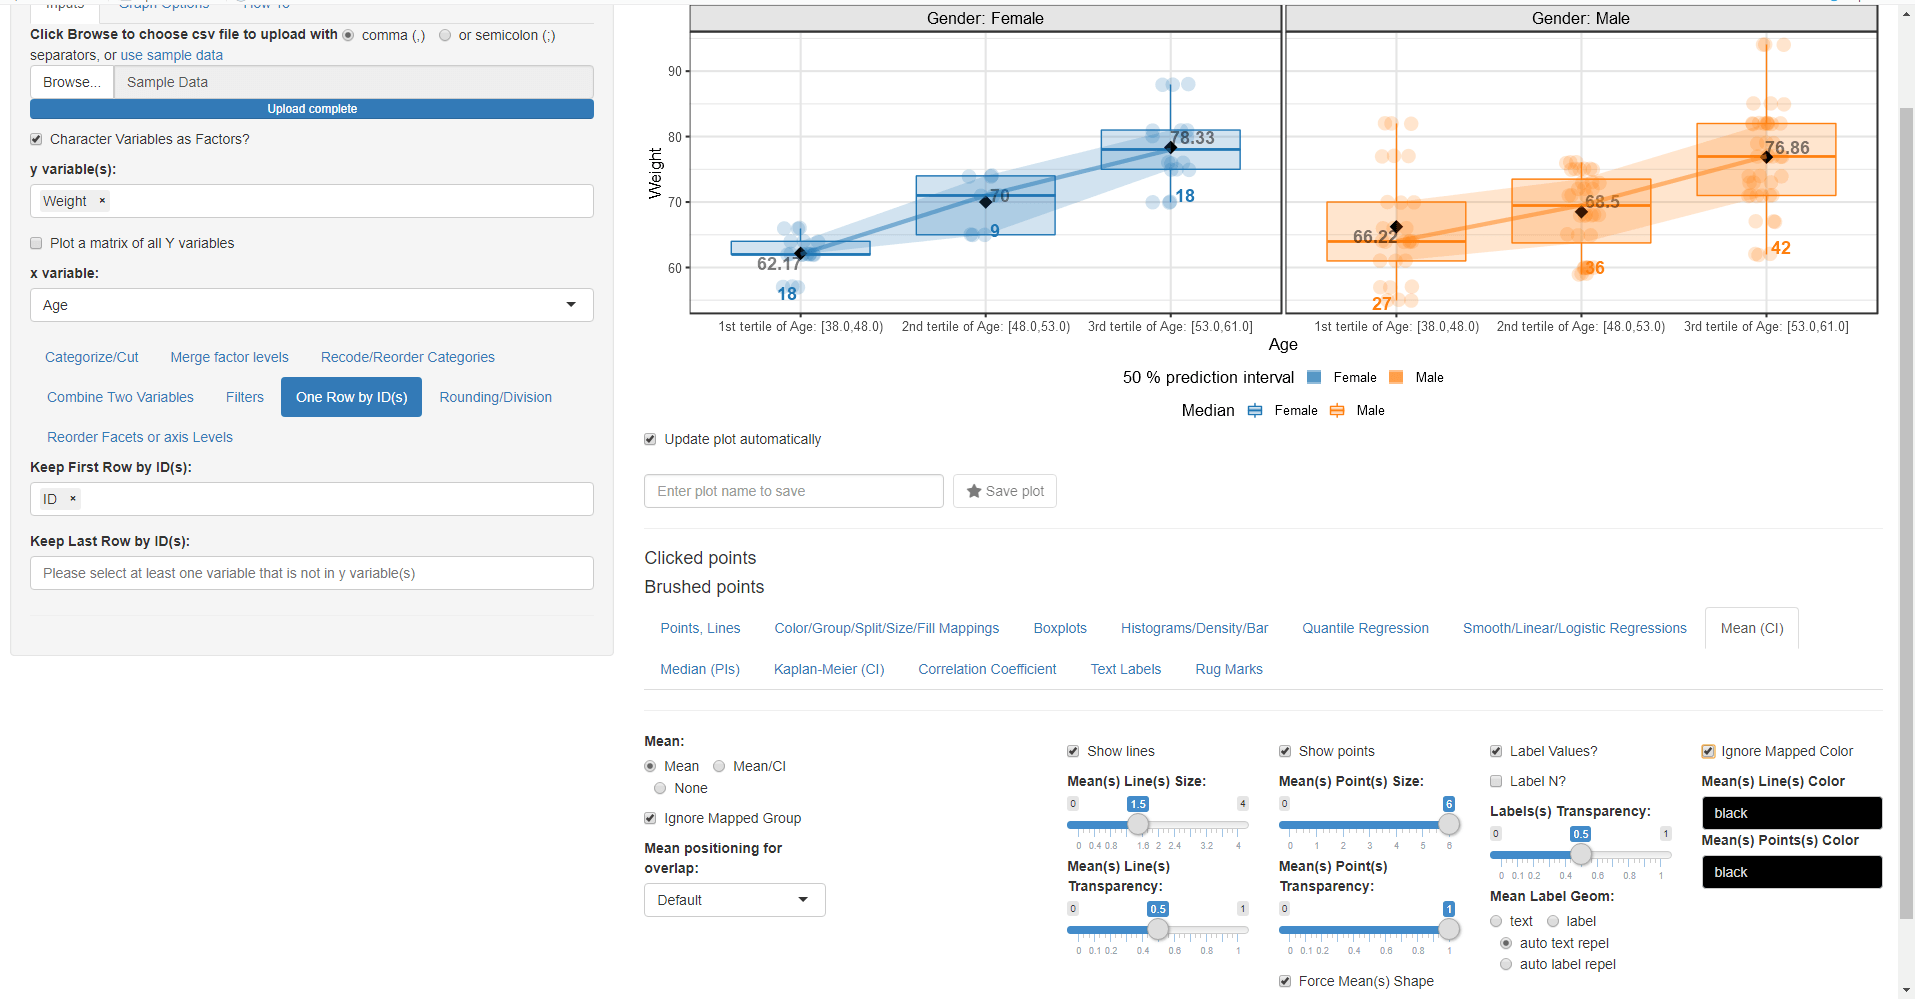 Inputs Graph Options How To
Click Browse to choose csv file to upload with comma (,) or semicolon (;)
separators, or use sample data
Browse... Sample Data
Upload complete
Character Variables as Factors?
y variable(s):
Weight ×
Plot a matrix of all Y variables
x variable:
Age
Categorize/Cut Merge factor levels Recode/Reorder Categories
Combine Two Variables Filters One Row by ID(s) Rounding/Division
Reorder Facets or axis Levels
Keep First Row by ID(s):
ID ×
Keep Last Row by ID(s):
Please select at least one variable that is not in y variable(s)
Gender: Female Gender: Male
Weight
90
80
70
60
62.17
18
70
9
78.33
18
66.22
27
68.5
36
76.86
42
1st tertile of Age: [38.0,48.0) 2nd tertile of Age: [48.0,53.0) 3rd tertile of Age: [53.0,61.0] 1st tertile of Age: [38.0,48.0) 2nd tertile of Age: [48.0,53.0) 3rd tertile of Age: [53.0,61.0]
Age
50 % prediction interval Female Male
Median Female Male
Update plot automatically
Enter plot name to save Save plot
Clicked points
Brushed points
Points, Lines Color/Group/Split/Size/Fill Mappings Boxplots Histograms/Density/Bar Quantile Regression Smooth/Linear/Logistic Regressions Mean (CI)
Median (PIs) Kaplan-Meier (CI) Correlation Coefficient Text Labels Rug Marks
Mean:
Mean Mean/CI
None
Ignore Mapped Group
Mean positioning for
overlap:
Default
Show lines
Mean(s) Line(s) Size:
0 1.5 4
0 0.4 0.8 1.6 2 2.4 3.2 4
Mean(s) Line(s)
Transparency:
0 0.5 1
0 0.1 0.2 0.4 0.6 0.8 1
Show points
Mean(s) Point(s) Size:
0 6
0 1 2 3 4 5 6
Mean(s) Point(s)
Transparency:
0 1
0 0.1 0.2 0.4 0.6 0.8 1
Force Mean(s) Shape
Label Values?
Label N?
Labels(s) Transparency:
0 0.5 1
0 0.1 0.2 0.4 0.6 0.8 1
Mean Label Geom:
text label
auto text repel
auto label repel
Ignore Mapped Color
Mean(s) Line(s) Color
black
Mean(s) Points(s) Color
black